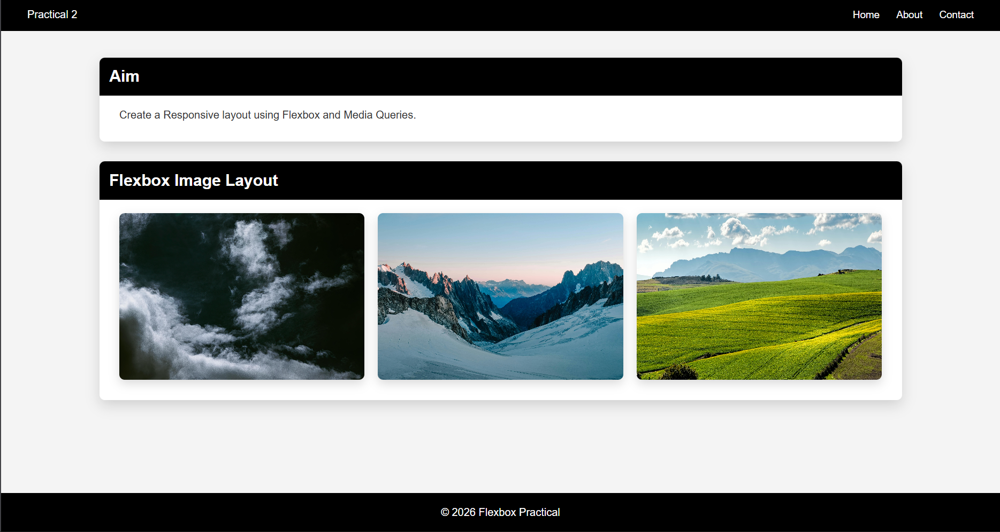 Practical 2
Home About Contact
Aim
Create a Responsive layout using Flexbox and Media Queries.
Flexbox Image Layout
© 2026 Flexbox Practical